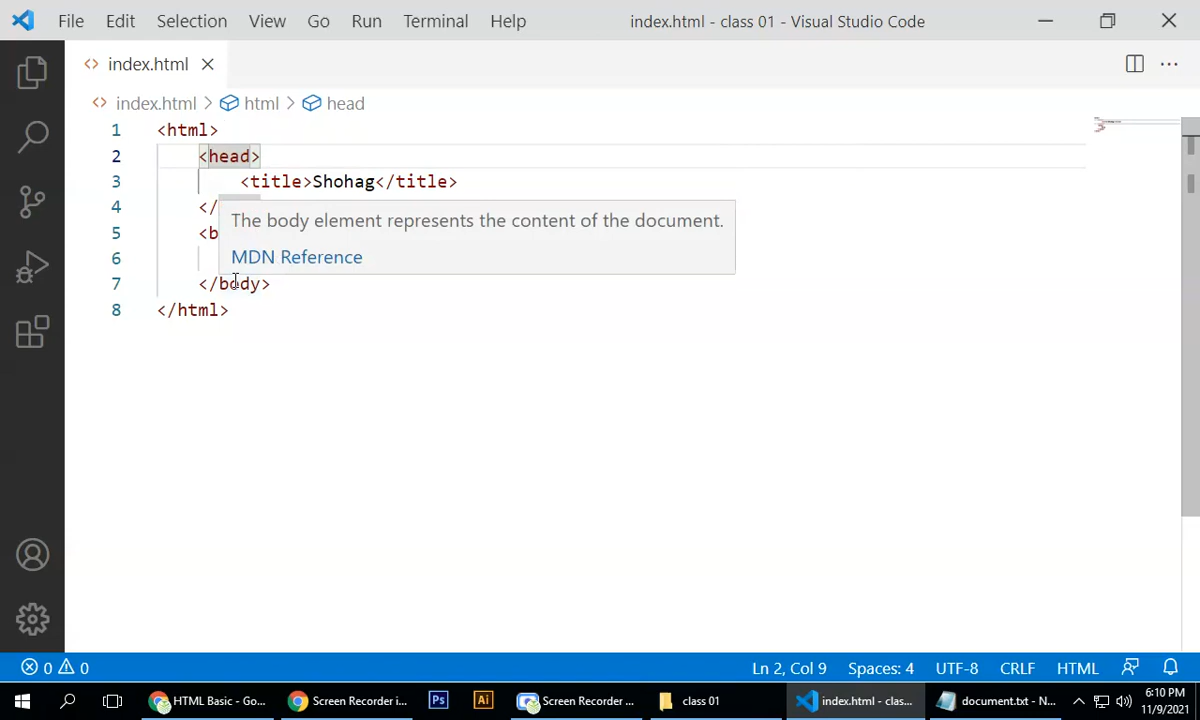 File Edit Selection View Go Run Terminal Help index.html - class 01 - Visual Studio Code
index.html
index.html > html > head
1 <html>
2 <head>
3 <title>Shohag</title>
4 </
The body element represents the content of the document.
5 <b
MDN Reference
6
7 </body>
8 </html>
0 0 Ln 2, Col 9 Spaces: 4 UTF-8 CRLF HTML
Ps Ai
HTML Basic - Go... Screen Recorder i... Screen Recorder ... class 01 index.html - clas... document.txt - N...
6:10 PM
11/9/2021